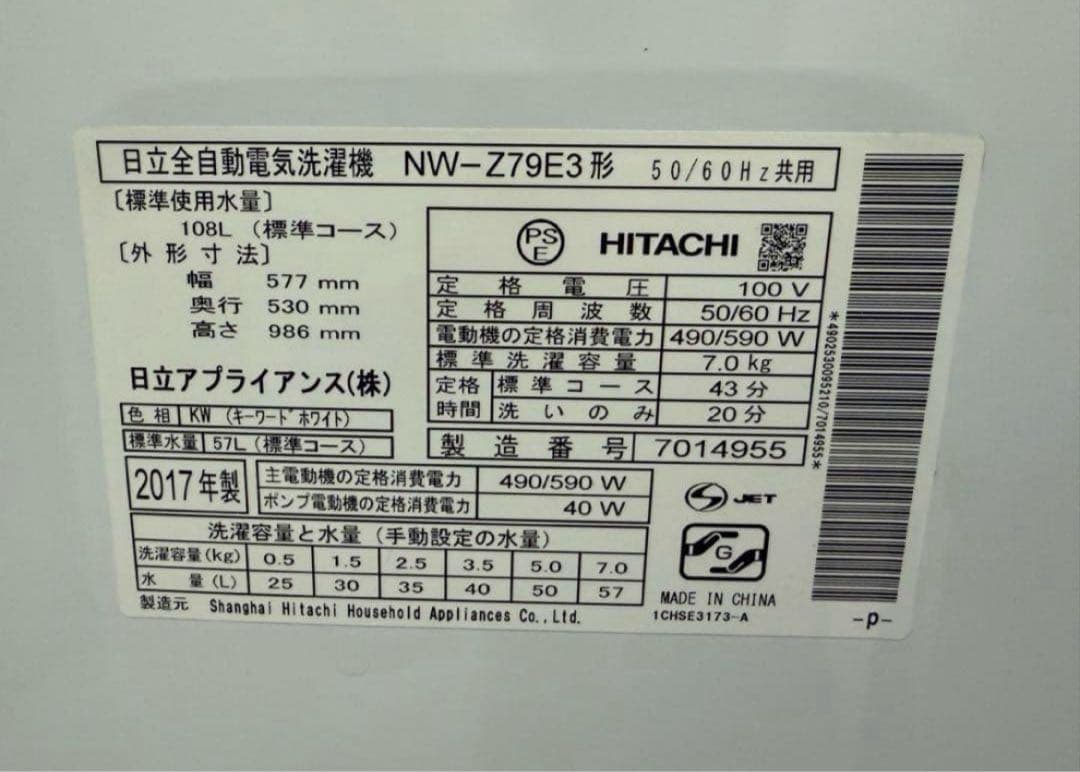 日立全自動電気洗濯機 NW-Z79E3形 50/60Hz共用
〔標準使用水量〕
108L (標準コース)
〔外形寸法〕
幅 577 mm
奥行 530 mm
高さ 986 mm
日立アプライアンス(株)
色相 KW (キーワードホワイト)
標準水量 57L (標準コース)
PS
E
HITACHI
定格電圧 100 V
定格周波数 50/60 Hz
電動機の定格消費電力 490/590 W
標準洗濯容量 7.0 kg
定格時間 標準コース 43分
洗いのみ 20分
製造番号 7014955
*4902530095210/7014955*
2017年製
主電動機の定格消費電力 490/590 W
ポンプ電動機の定格消費電力 40 W
洗濯容量と水量 (手動設定の水量)
洗濯容量(kg) 0.5 1.5 2.5 3.5 5.0 7.0
水量(L) 25 30 35 40 50 57
製造元 Shanghai Hitachi Household Appliances Co.,Ltd.
S JET
G
MADE IN CHINA
1CHSE3173-A
-p-